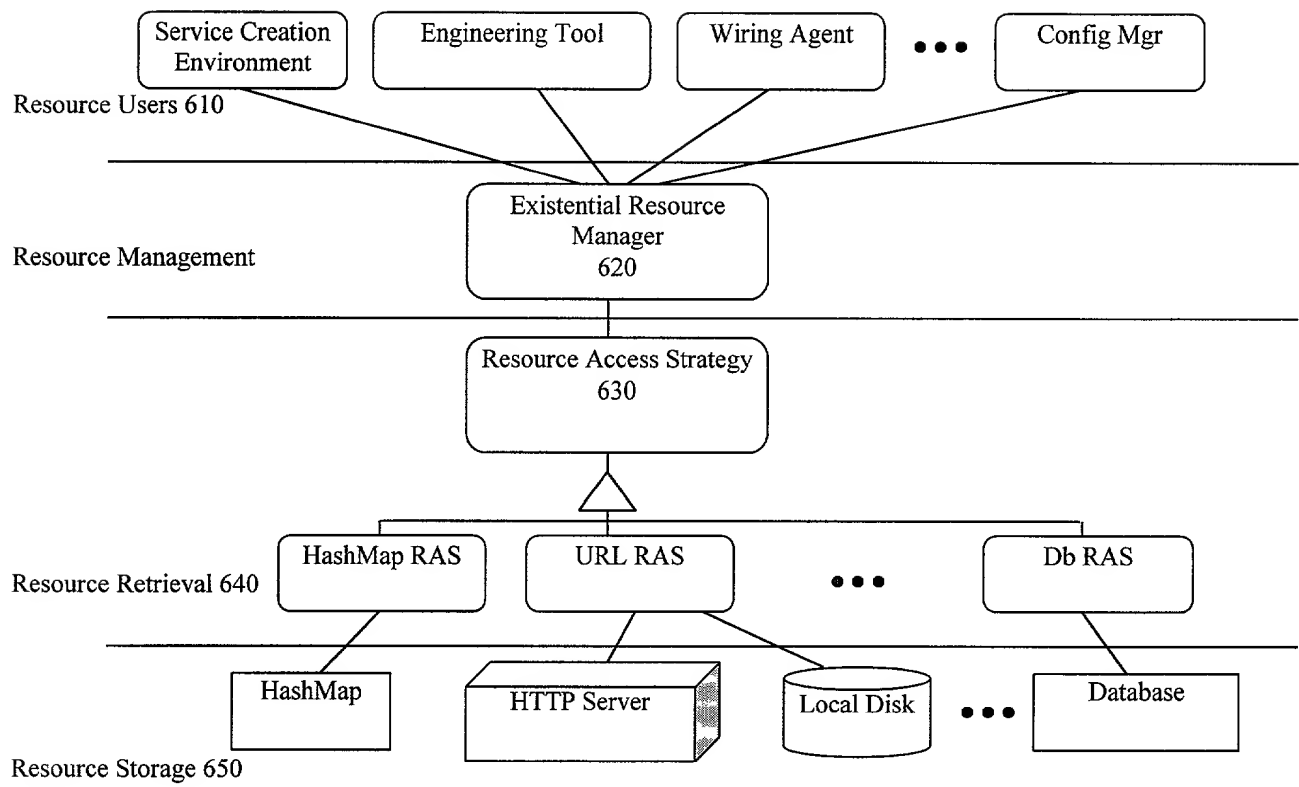 Service Creation
Environment
Engineering Tool
Wiring Agent
Config Mgr
Resource Users 610
Existential Resource
Manager
620
Resource Management
Resource Access Strategy
630
HashMap RAS
URL RAS
Db RAS
Resource Retrieval 640
HashMap
HTTP Server
Local Disk
Database
Resource Storage 650